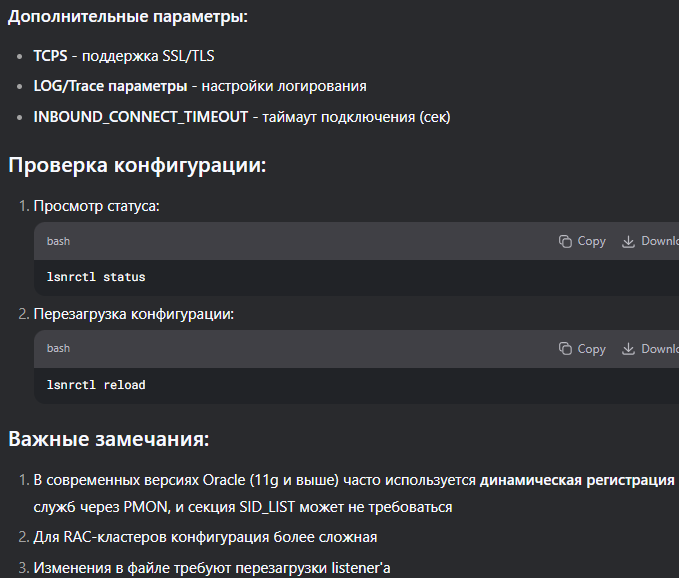 Дополнительные параметры:
• TCPS - поддержка SSL/TLS
• LOG/Trace параметры - настройки логирования
• INBOUND_CONNECT_TIMEOUT - таймаут подключения (сек)
Проверка конфигурации:
1. Просмотр статуса:
bash Copy Downlo
lsnrctl status
2. Перезагрузка конфигурации:
bash Copy Downlo
lsnrctl reload
Важные замечания:
1. В современных версиях Oracle (11g и выше) часто используется динамическая регистрация
служб через PMON, и секция SID_LIST может не требоваться
2. Для RAC-кластеров конфигурация более сложная
3. Изменения в файле требуют перезагрузки listener'а